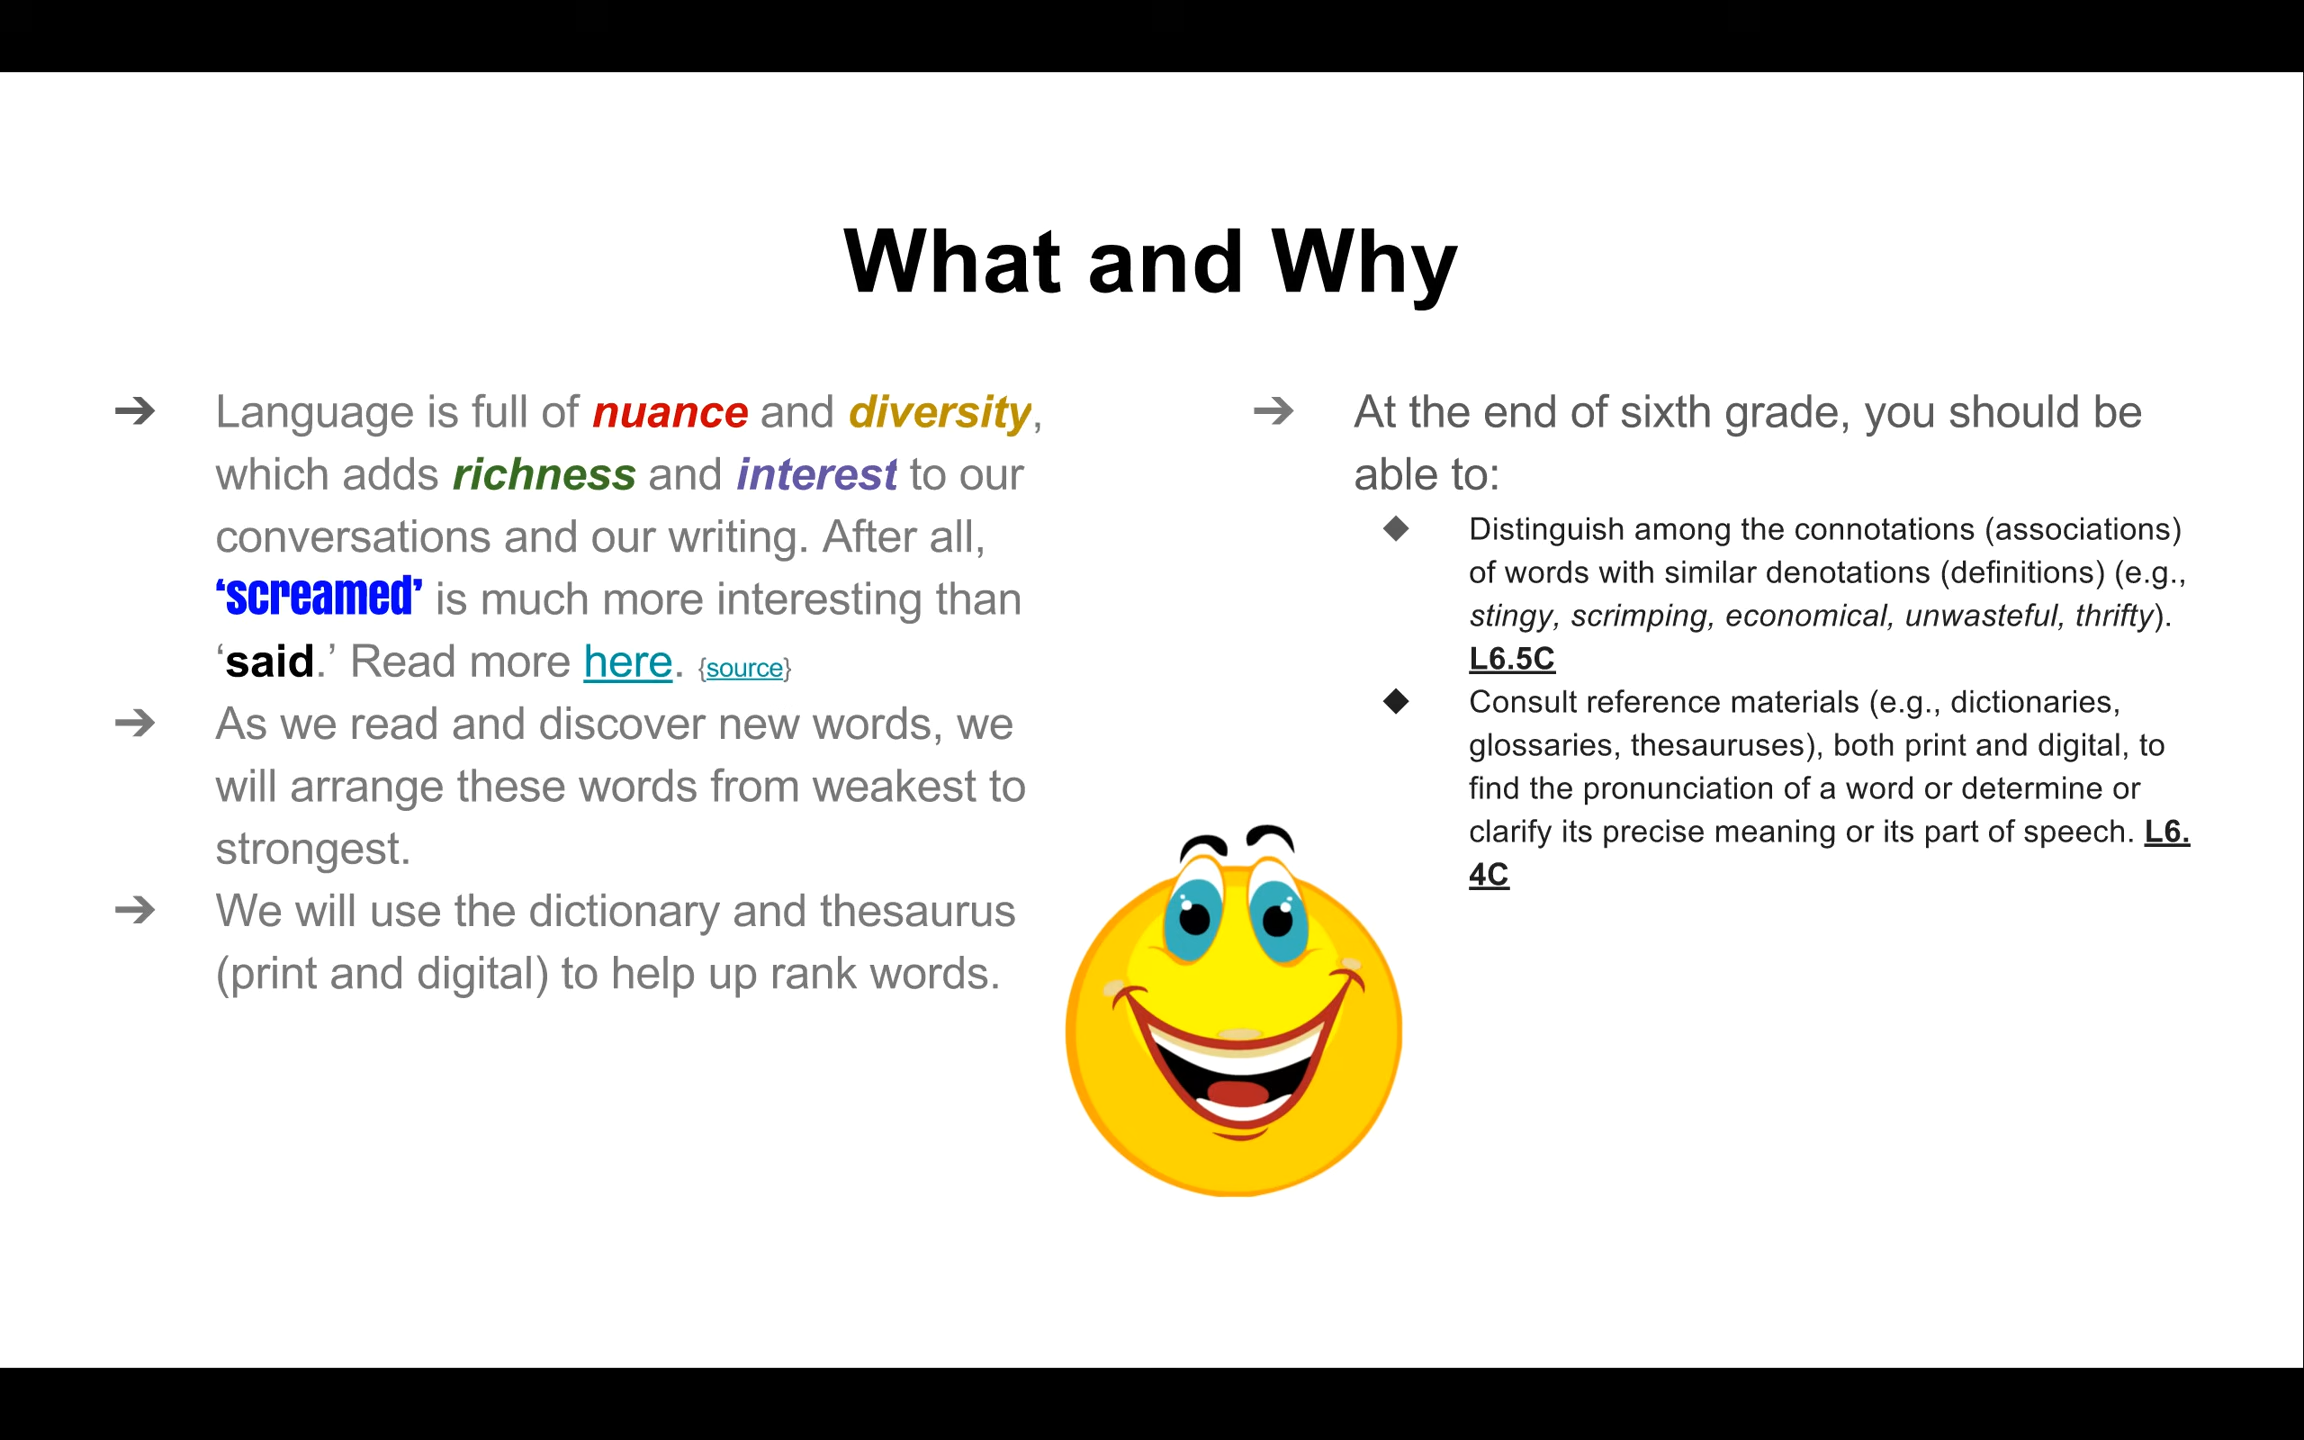 What and Why
➔ Language is full of nuance and diversity,
which adds richness and interest to our
conversations and our writing. After all,
‘screamed’ is much more interesting than
‘said.’ Read more here. {source}
➔ As we read and discover new words, we
will arrange these words from weakest to
strongest.
➔ We will use the dictionary and thesaurus
(print and digital) to help up rank words.
➔ At the end of sixth grade, you should be
able to:
◆ Distinguish among the connotations (associations)
of words with similar denotations (definitions) (e.g.,
stingy, scrimping, economical, unwasteful, thrifty).
L6.5C
◆ Consult reference materials (e.g., dictionaries,
glossaries, thesauruses), both print and digital, to
find the pronunciation of a word or determine or
clarify its precise meaning or its part of speech. L6.
4C